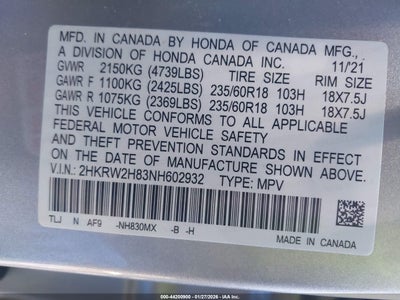 MFD. IN CANADA BY HONDA OF CANADA MFG.,
A DIVISION OF HONDA CANADA INC. 11/21
GVWR 2150KG (4739LBS) TIRE SIZE RIM SIZE
GAWR F 1100KG (2425LBS) 235/60R18 103H 18X7.5J
GAWR R 1075KG (2369LBS) 235/60R18 103H 18X7.5J
THIS VEHICLE CONFORMS TO ALL APPLICABLE
FEDERAL MOTOR VEHICLE SAFETY
AND THEFT PREVENTION STANDARDS IN EFFECT
ON THE DATE OF MANUFACTURE SHOWN ABOVE.
V.I.N.: 2HKRW2H83NH602932 TYPE: MPV
TLJ N AF9 -NH830MX -B -H
MADE IN CANADA
000-44200900 - 01/27/2026 - IAA Inc.